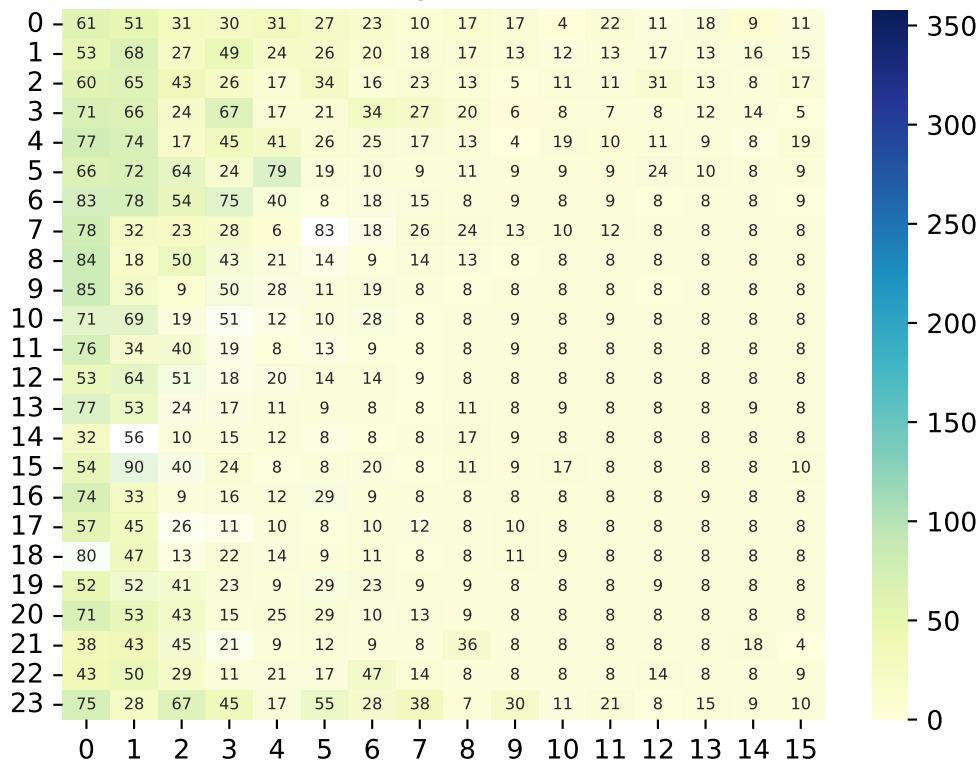 0 61 51 31 30 31 27 23 10 17 17 4 22 11 18 9 11
1 53 68 27 49 24 26 20 18 17 13 12 13 17 13 16 15
2 60 65 43 26 17 34 16 23 13 5 11 11 31 13 8 17
3 71 66 24 67 17 21 34 27 20 6 8 7 8 12 14 5
4 77 74 17 45 41 26 25 17 13 4 19 10 11 9 8 19
5 66 72 64 24 79 19 10 9 11 9 9 9 24 10 8 9
6 83 78 54 75 40 8 18 15 8 9 8 9 8 8 8 9
7 78 32 23 28 6 83 18 26 24 13 10 12 8 8 8 8
8 84 18 50 43 21 14 9 14 13 8 8 8 8 8 8 8
9 85 36 9 50 28 11 19 8 8 8 8 8 8 8 8 8
10 71 69 19 51 12 10 28 8 8 9 8 9 8 8 8 8
11 76 34 40 19 8 13 9 8 8 9 8 8 8 8 8 8
12 53 64 51 18 20 14 14 9 8 8 8 8 8 8 8 8
13 77 53 24 17 11 9 8 8 11 8 9 8 8 8 9 8
14 32 56 10 15 12 8 8 8 17 9 8 8 8 8 8 8
15 54 90 40 24 8 8 20 8 11 9 17 8 8 8 8 10
16 74 33 9 16 12 29 9 8 8 8 8 8 8 9 8 8
17 57 45 26 11 10 8 10 12 8 10 8 8 8 8 8 8
18 80 47 13 22 14 9 11 8 8 11 9 8 8 8 8 8
19 52 52 41 23 9 29 23 9 9 8 8 8 9 8 8 8
20 71 53 43 15 25 29 10 13 9 8 8 8 8 8 8 8
21 38 43 45 21 9 12 9 8 36 8 8 8 8 8 18 4
22 43 50 29 11 21 17 47 14 8 8 8 8 14 8 8 9
23 75 28 67 45 17 55 28 38 7 30 11 21 8 15 9 10
0 1 2 3 4 5 6 7 8 9 10 11 12 13 14 15
350
300
250
200
150
100
50
0